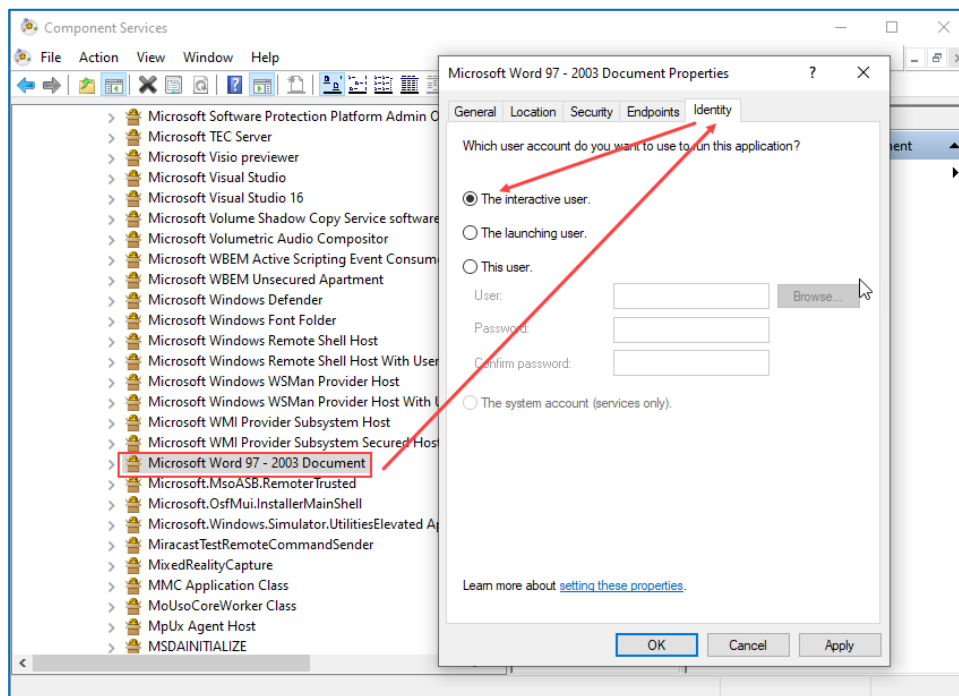 Component Services
File Action View Window Help
Microsoft Software Protection Platform Admin
Microsoft TEC Server
Microsoft Visio previewer
Microsoft Visual Studio
Microsoft Visual Studio 16
Microsoft Volume Shadow Copy Service software
Microsoft Volumetric Audio Compositor
Microsoft WBEM Active Scripting Event
Microsoft WBEM Unsecured Apartment
Microsoft Windows Defender
Microsoft Windows Font Folder
Microsoft Windows Remote Shell Host
Microsoft Windows Remote Shell Host With User
Microsoft Windows WSMan Provider Host
Microsoft Windows WSMan Provider Host With
Microsoft WMI Provider Subsystem Host
Microsoft WMI Provider Subsystem Secured Host
Microsoft Word 97 - 2003 Document
Microsoft.MsoASB.RemoterTrusted
Microsoft.OsfMui.InstallerMainShell
Microsoft.Windows.Simulator.UtilitiesElevated
MiracastTestRemoteCommandSender
MixedRealityCapture
MMC Application Class
MoUsoCoreWorker Class
MpUx Agent Host
MSDAINITIALIZE
Microsoft Word 97 - 2003 Document Properties
General Location Security Endpoints Identity
Which user account do you want to use to run this application?
The interactive user.
The launching user.
This user.
User:
Browse...
Password:
Confirm password:
The system account (services only).
Learn more about setting these properties.
OK Cancel Apply